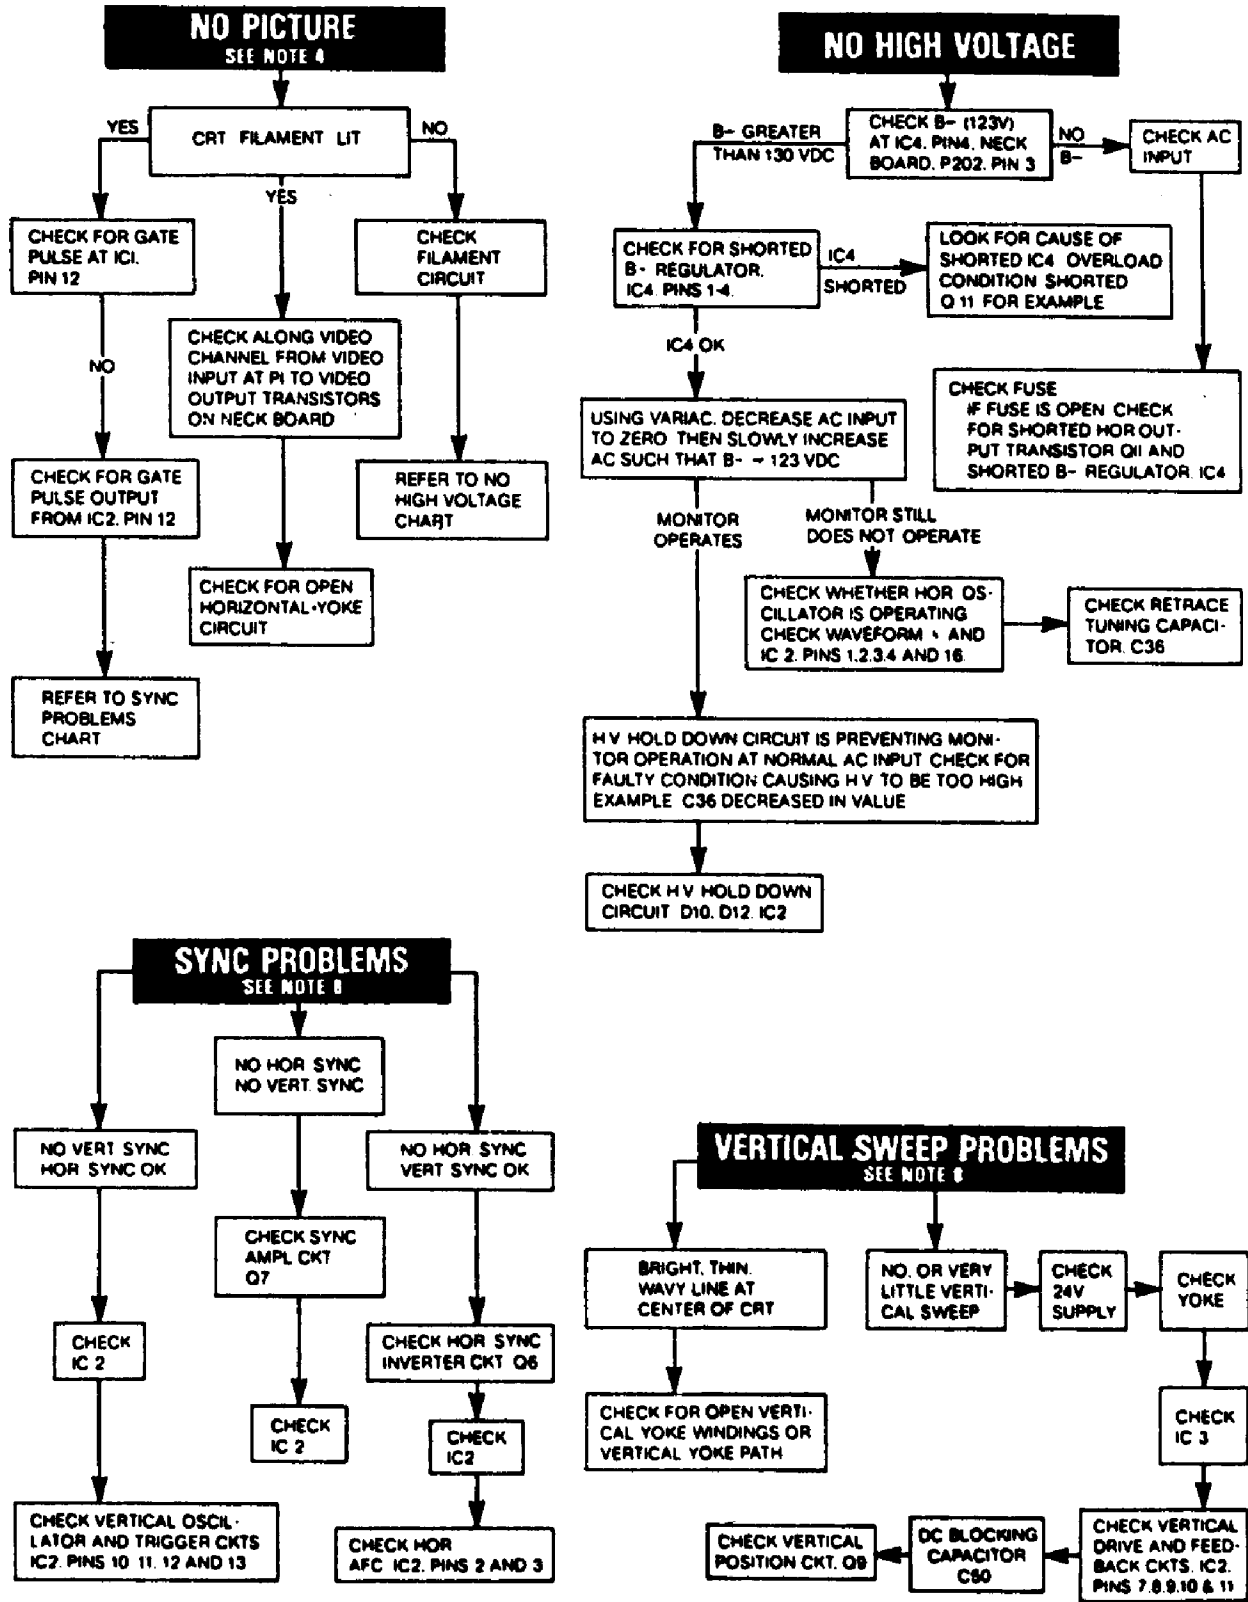 NO PICTURE
SEE NOTE 4
CRT FILAMENT LIT
YES
NO
YES
CHECK FOR GATE
PULSE AT IC1.
PIN 12
CHECK
FILAMENT
CIRCUIT
NO
CHECK ALONG VIDEO
CHANNEL FROM VIDEO
INPUT AT P1 TO VIDEO
OUTPUT TRANSISTORS
ON NECK BOARD
CHECK FOR GATE
PULSE OUTPUT
FROM IC2. PIN 12
REFER TO NO
HIGH VOLTAGE
CHART
CHECK FOR OPEN
HORIZONTAL-YOKE
CIRCUIT
REFER TO SYNC
PROBLEMS
CHART
NO HIGH VOLTAGE
CHECK B- (123V)
AT IC4. PIN4. NECK
BOARD. P202. PIN 3
B- GREATER
THAN 130 VDC
NO
B-
CHECK AC
INPUT
CHECK FOR SHORTED
B- REGULATOR.
IC4. PINS 1-4.
IC4
SHORTED
LOOK FOR CAUSE OF
SHORTED IC4 OVERLOAD
CONDITION SHORTED
Q 11 FOR EXAMPLE
IC4 OK
CHECK FUSE
IF FUSE IS OPEN CHECK
FOR SHORTED HOR OUT-
PUT TRANSISTOR Q11 AND
SHORTED B- REGULATOR. IC4
USING VARIAC. DECREASE AC INPUT
TO ZERO THEN SLOWLY INCREASE
AC SUCH THAT B- - 123 VDC
MONITOR
OPERATES
MONITOR STILL
DOES NOT OPERATE
CHECK WHETHER HOR OS-
CILLATOR IS OPERATING
CHECK WAVEFORM AND
IC 2. PINS 1.2.3.4 AND 16.
CHECK RETRACE
TUNING CAPACI-
TOR. C36
H V HOLD DOWN CIRCUIT IS PREVENTING MONI-
TOR OPERATION AT NORMAL AC INPUT CHECK FOR
FAULTY CONDITION CAUSING H V TO BE TOO HIGH
EXAMPLE C36 DECREASED IN VALUE
CHECK H V HOLD DOWN
CIRCUIT D10. D12. IC2
SYNC PROBLEMS
SEE NOTE 8
NO HOR SYNC
NO VERT. SYNC
NO VERT SYNC
HOR SYNC OK
NO HOR SYNC
VERT SYNC OK
CHECK SYNC
AMPL CKT
Q7
CHECK
IC 2
CHECK HOR SYNC
INVERTER CKT Q6
CHECK
IC 2
CHECK
IC2
CHECK VERTICAL OSCIL-
LATOR AND TRIGGER CKTS
IC2. PINS 10 11. 12 AND 13
CHECK HOR
AFC IC2. PINS 2 AND 3
VERTICAL SWEEP PROBLEMS
SEE NOTE
BRIGHT. THIN.
WAVY LINE AT
CENTER OF CRT
NO. OR VERY
LITTLE VERTI-
CAL SWEEP
CHECK
24V
SUPPLY
CHECK
YOKE
CHECK FOR OPEN VERTI-
CAL YOKE WINDINGS OR
VERTICAL YOKE PATH
CHECK
IC 3
CHECK VERTICAL
DRIVE AND FEED-
BACK CKTS. IC2.
PINS 7.8.9.10 & 11
DC BLOCKING
CAPACITOR
C50
CHECK VERTICAL
POSITION CKT. Q9